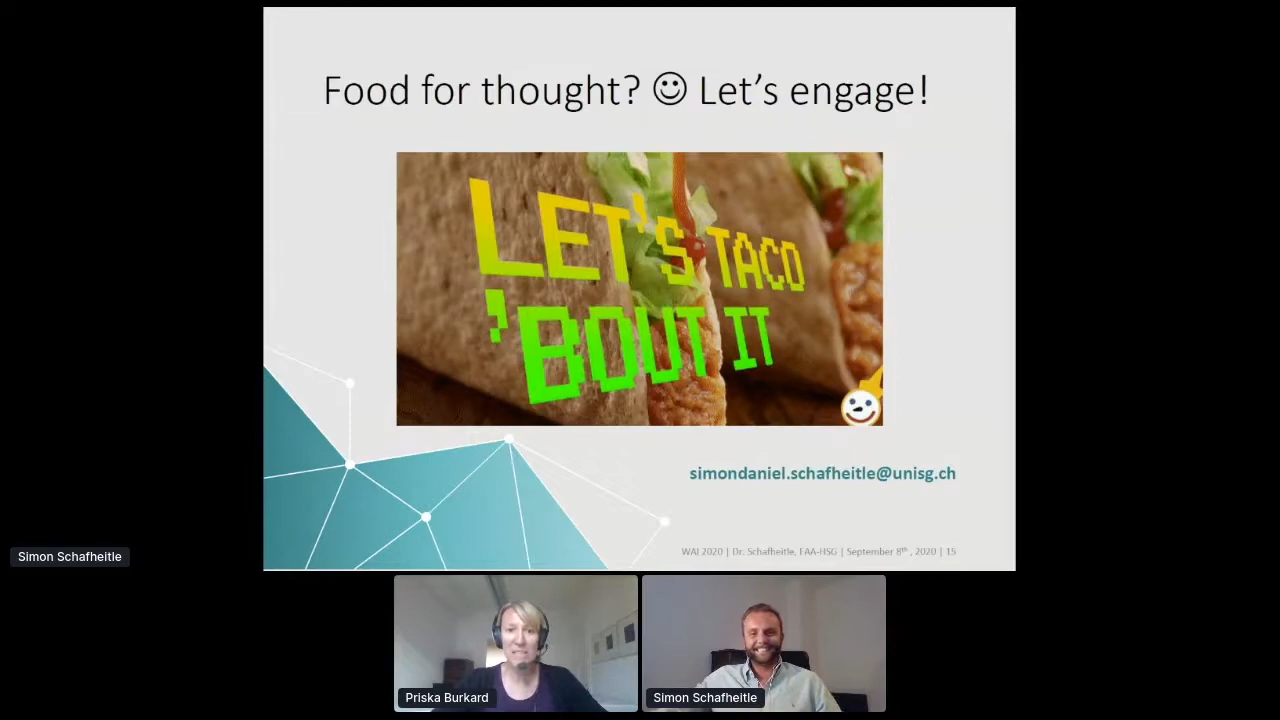 Food for thought? ☺ Let's engage!
LET'S TACO
'BOUT IT
simondaniel.schafheitle@unisg.ch
WAI 2020 | Dr. Schafheitle, FAA-HSG | September 8th, 2020 | 15
Simon Schafheitle
Priska Burkard
Simon Schafheitle